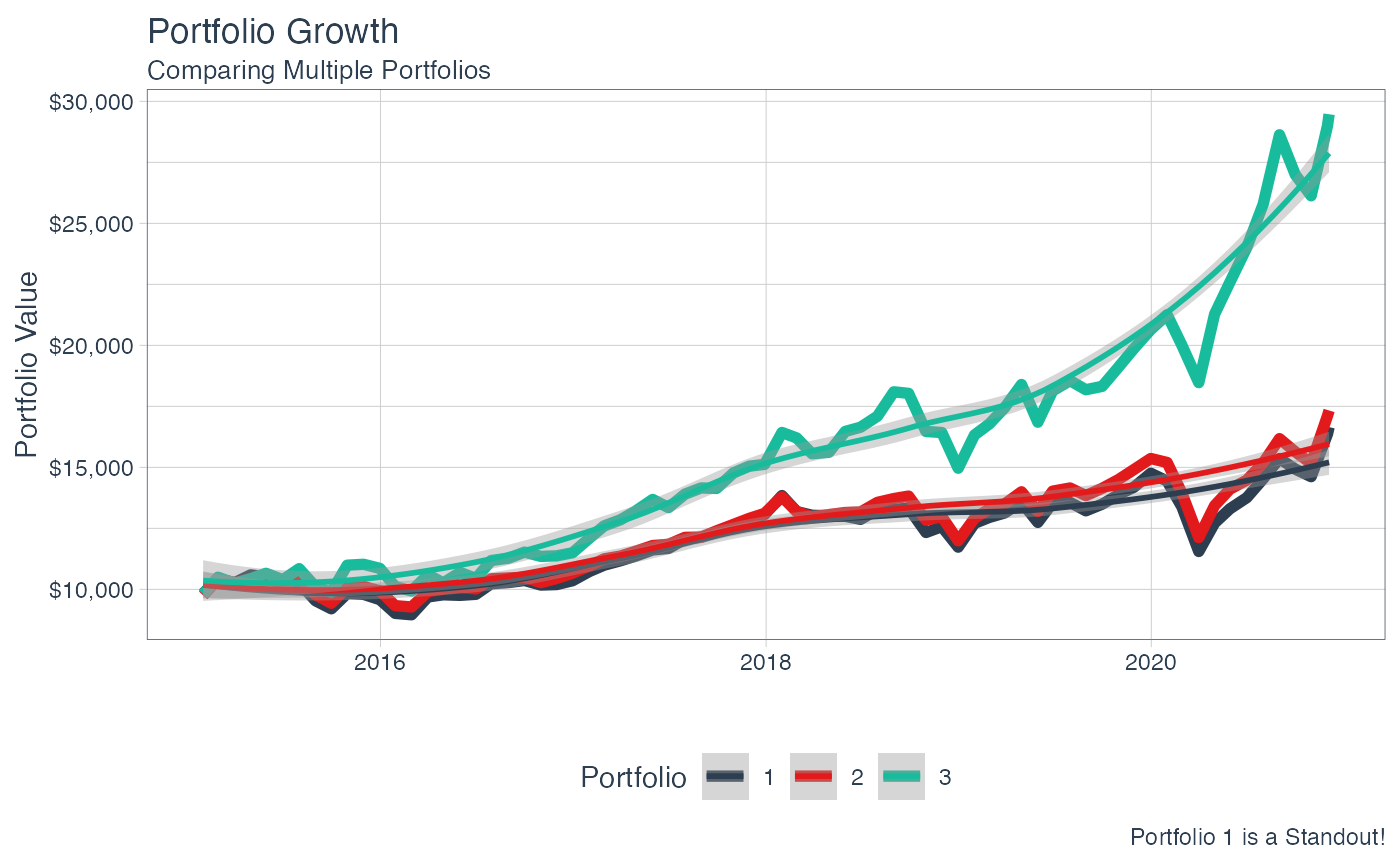 Portfolio Growth
Comparing Multiple Portfolios
$30,000
$25,000
$20,000
$15,000
$10,000
Portfolio Value
2016 2018 2020
Portfolio 1 2 3
Portfolio 1 is a Standout!